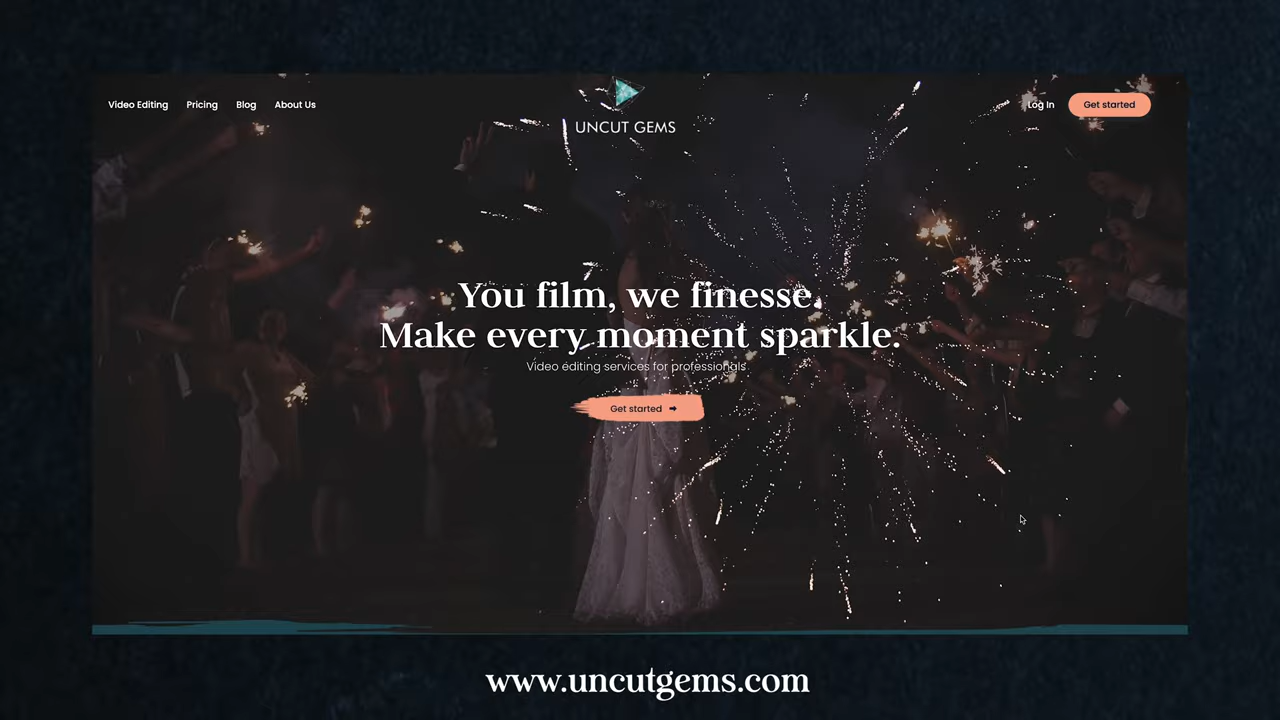 Video Editing Pricing Blog About Us
UNCUT GEMS
Log In Get started
You film, we finesse.
Make every moment sparkle.
Video editing services for professionals
Get started
www.uncutgems.com